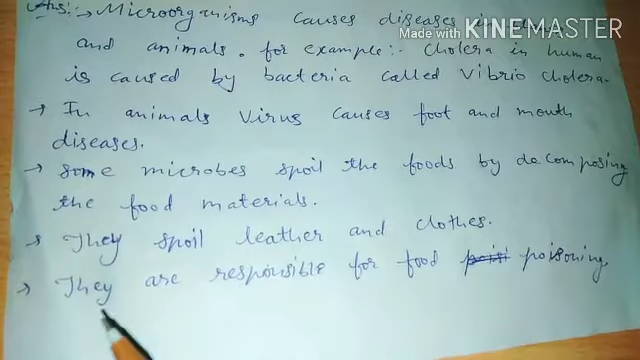 Ans:- → Microorganisms causes diseases in
Made with KINEMASTER
and animals. for example:- Cholera in human
is caused by bacteria called Vibrio cholera.
→ In animals virus causes foot and mouth
diseases.
→ Some microbes spoil the foods by decomposing
the food materials.
→ They spoil leather and clothes.
→ They are responsible for food poisoning.